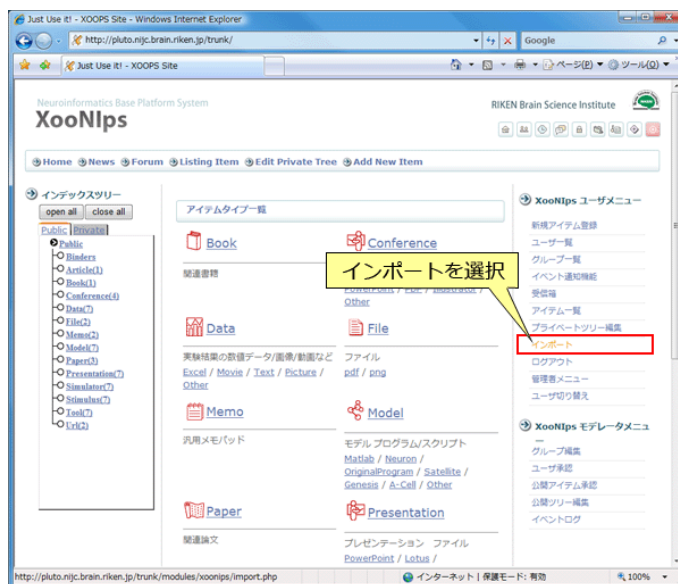 Just Use it! - XOOPS Site - Windows Internet Explorer
http://pluto.nijc.brain.riken.jp/trunk/
Google
Just Use it! - XOOPS Site
ページ(P)
ツール(O)
Neuroinformatics Base Platform System
XooNIps
RIKEN Brain Science Institute
Home News Forum Listing Item Edit Private Tree Add New Item
インデックスツリー
open all close all
Public Private
Public
Binders
Article(1)
Book(1)
Conference(4)
Data(7)
File(2)
Memo(2)
Model(7)
Paper(3)
Presentation(7)
Simulator(7)
Stimulus(7)
Tool(7)
Url(2)
アイテムタイプ一覧
Book
関連書籍
Conference
PowerPoint / PDF / Illustrator /
Other
Data
実験結果の数値データ/画像/動画など
Excel / Movie / Text / Picture /
Other
File
ファイル
pdf / png
Memo
汎用メモパッド
Model
モデル プログラム/スクリプト
Matlab / Neuron /
OriginalProgram / Satellite /
Genesis / A-Cell / Other
Paper
関連論文
Presentation
プレゼンテーション ファイル
PowerPoint / Lotus /
インポートを選択
XooNIps ユーザメニュー
新規アイテム登録
ユーザ一覧
グループ一覧
イベント通知機能
受信箱
アイテム一覧
プライベートツリー編集
インポート
ログアウト
管理者メニュー
ユーザ切り替え
XooNIps モデレータメニュ
ー
グループ編集
ユーザ承認
公開アイテム承認
公開ツリー編集
イベントログ
http://pluto.nijc.brain.riken.jp/trunk/modules/xoonips/import.php
インターネット | 保護モード: 有効
100%